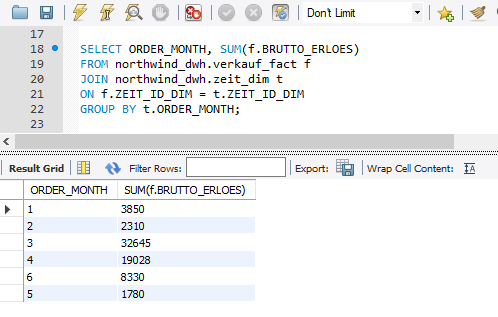 Don't Limit
17
18 SELECT ORDER_MONTH, SUM(f.BRUTTO_ERLOES)
19 FROM northwind_dwh.verkauf_fact f
20 JOIN northwind_dwh.zeit_dim t
21 ON f.ZEIT_ID_DIM = t.ZEIT_ID_DIM
22 GROUP BY t.ORDER_MONTH;
23
Result Grid Filter Rows: Export: Wrap Cell Content: IA
ORDER_MONTH SUM(f.BRUTTO_ERLOES)
1 3850
2 2310
3 32645
4 19028
6 8330
5 1780